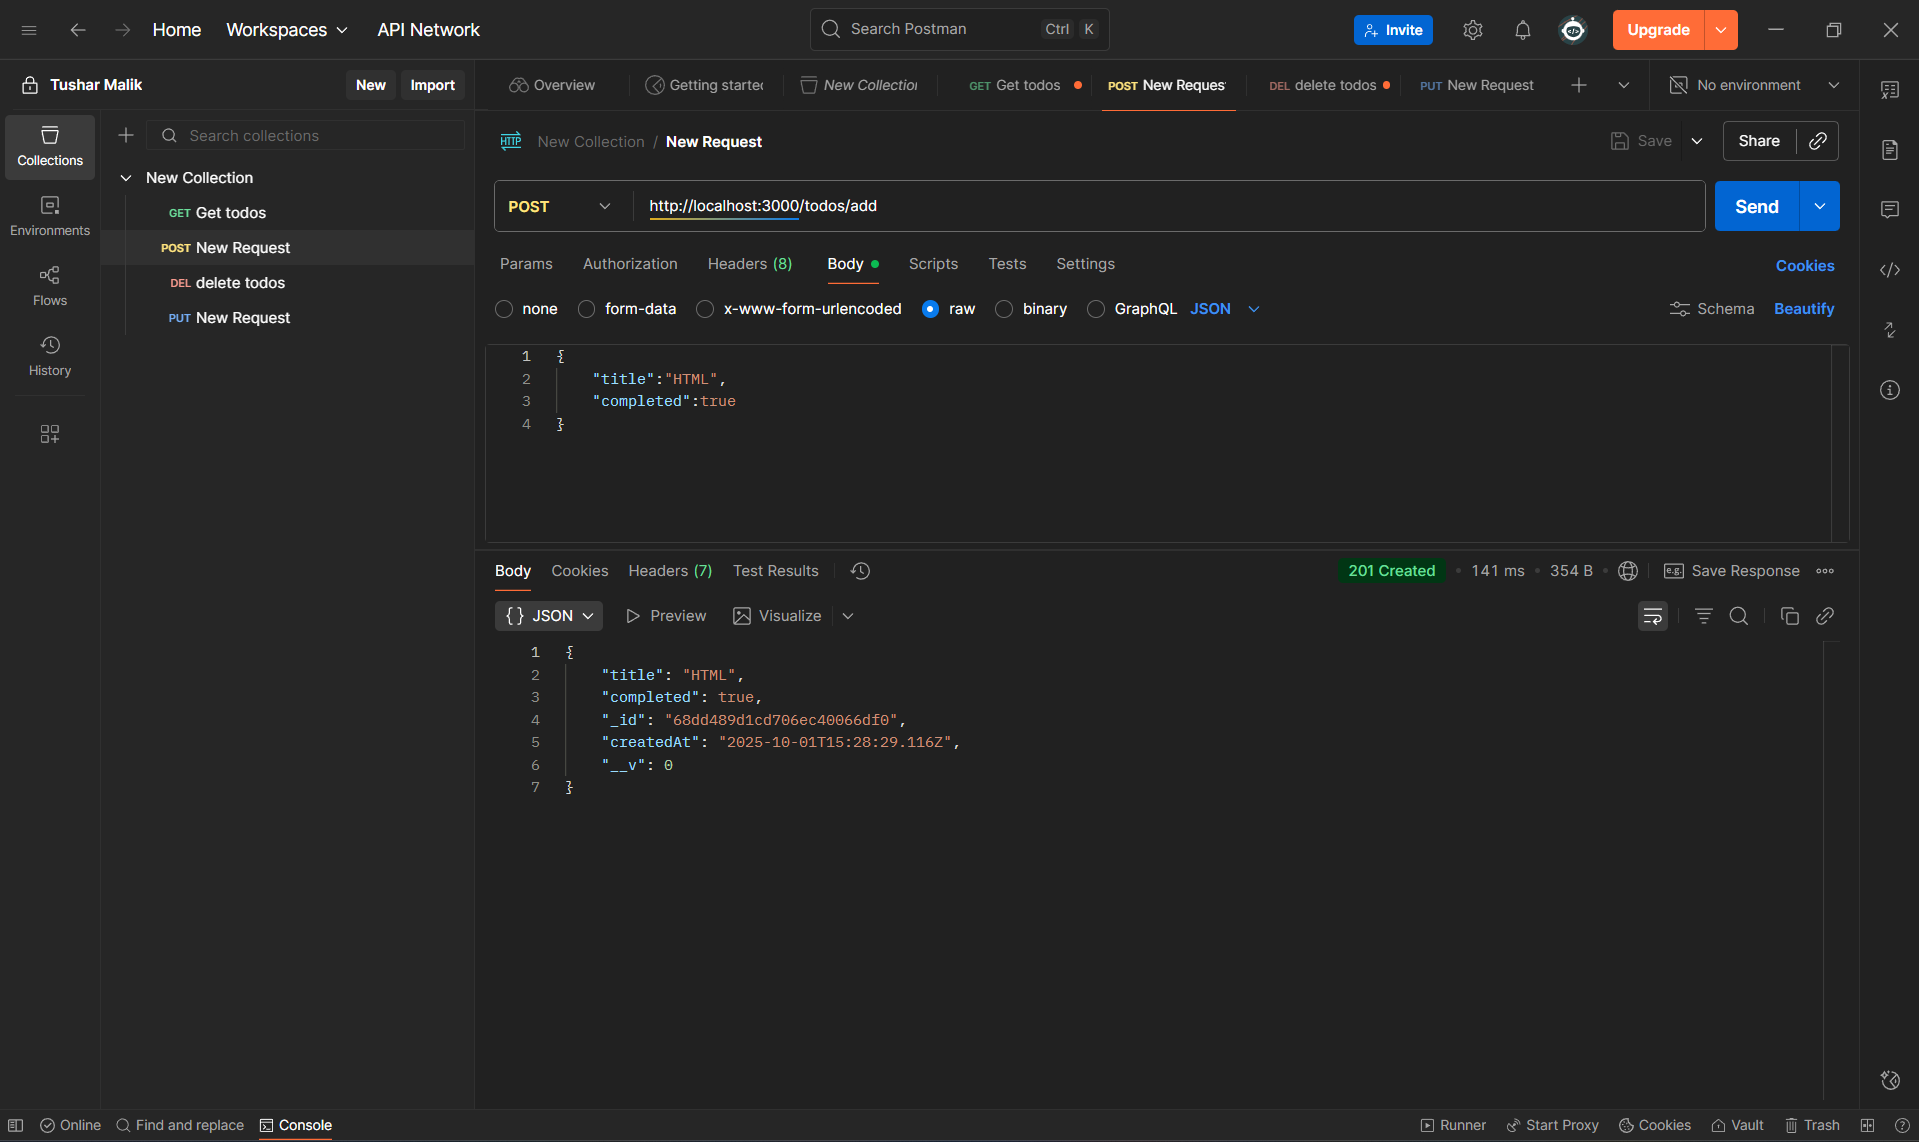 Home Workspaces API Network Search Postman Ctrl K Invite Upgrade
Tushar Malik New Import Overview Getting starte New Collection GET Get todos POST New Reques DEL delete todos PUT New Request No environment
Collections
Environments
Flows
History
Search collections
New Collection
GET Get todos
POST New Request
DEL delete todos
PUT New Request
HTTP New Collection / New Request Save Share
POST http://localhost:3000/todos/add Send
Params Authorization Headers (8) Body Scripts Tests Settings Cookies
none form-data x-www-form-urlencoded raw binary GraphQL JSON Schema Beautify
1 {
2 "title":"HTML",
3 "completed":true
4 }
Body Cookies Headers (7) Test Results 201 Created • 141 ms • 354 B • e.g. Save Response
{} JSON Preview Visualize
1 {
2 "title": "HTML",
3 "completed": true,
4 "_id": "68dd489d1cd706ec40066df0",
5 "createdAt": "2025-10-01T15:28:29.116Z",
6 "__v": 0
7 }
Online Find and replace Console Runner Start Proxy Cookies Vault Trash